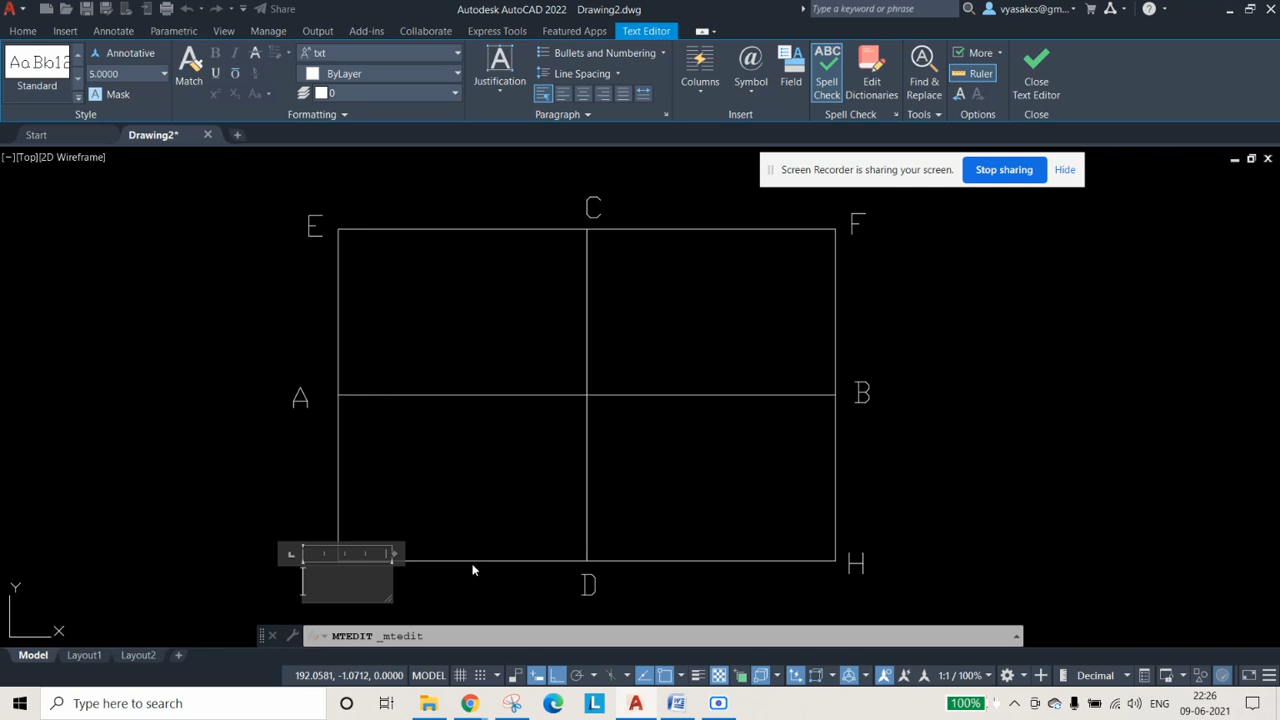 Share
Autodesk AutoCAD 2022 Drawing2.dwg
Type a keyword or phrase
vyasakcs@gm...
Home Insert Annotate Parametric View Manage Output Add-ins Collaborate Express Tools Featured Apps Text Editor
AaBb12
Standard
Annotative
5.0000
Mask
Style
Match
txt
ByLayer
0
Formatting
Justification
Bullets and Numbering
Line Spacing
Paragraph
Columns
Symbol
Field
Insert
ABC
Spell Check
Edit Dictionaries
Spell Check
Find & Replace
Tools
More
Ruler
Options
Close Text Editor
Close
Start Drawing2*
[−][Top][2D Wireframe]
Screen Recorder is sharing your screen. Stop sharing Hide
E C F
A B
D H
Y
X
MTEDIT _mtedit
Model Layout1 Layout2
192.0581, -1.0712, 0.0000 MODEL 1:1 / 100% Decimal
Type here to search
100%
22:26
09-06-2021